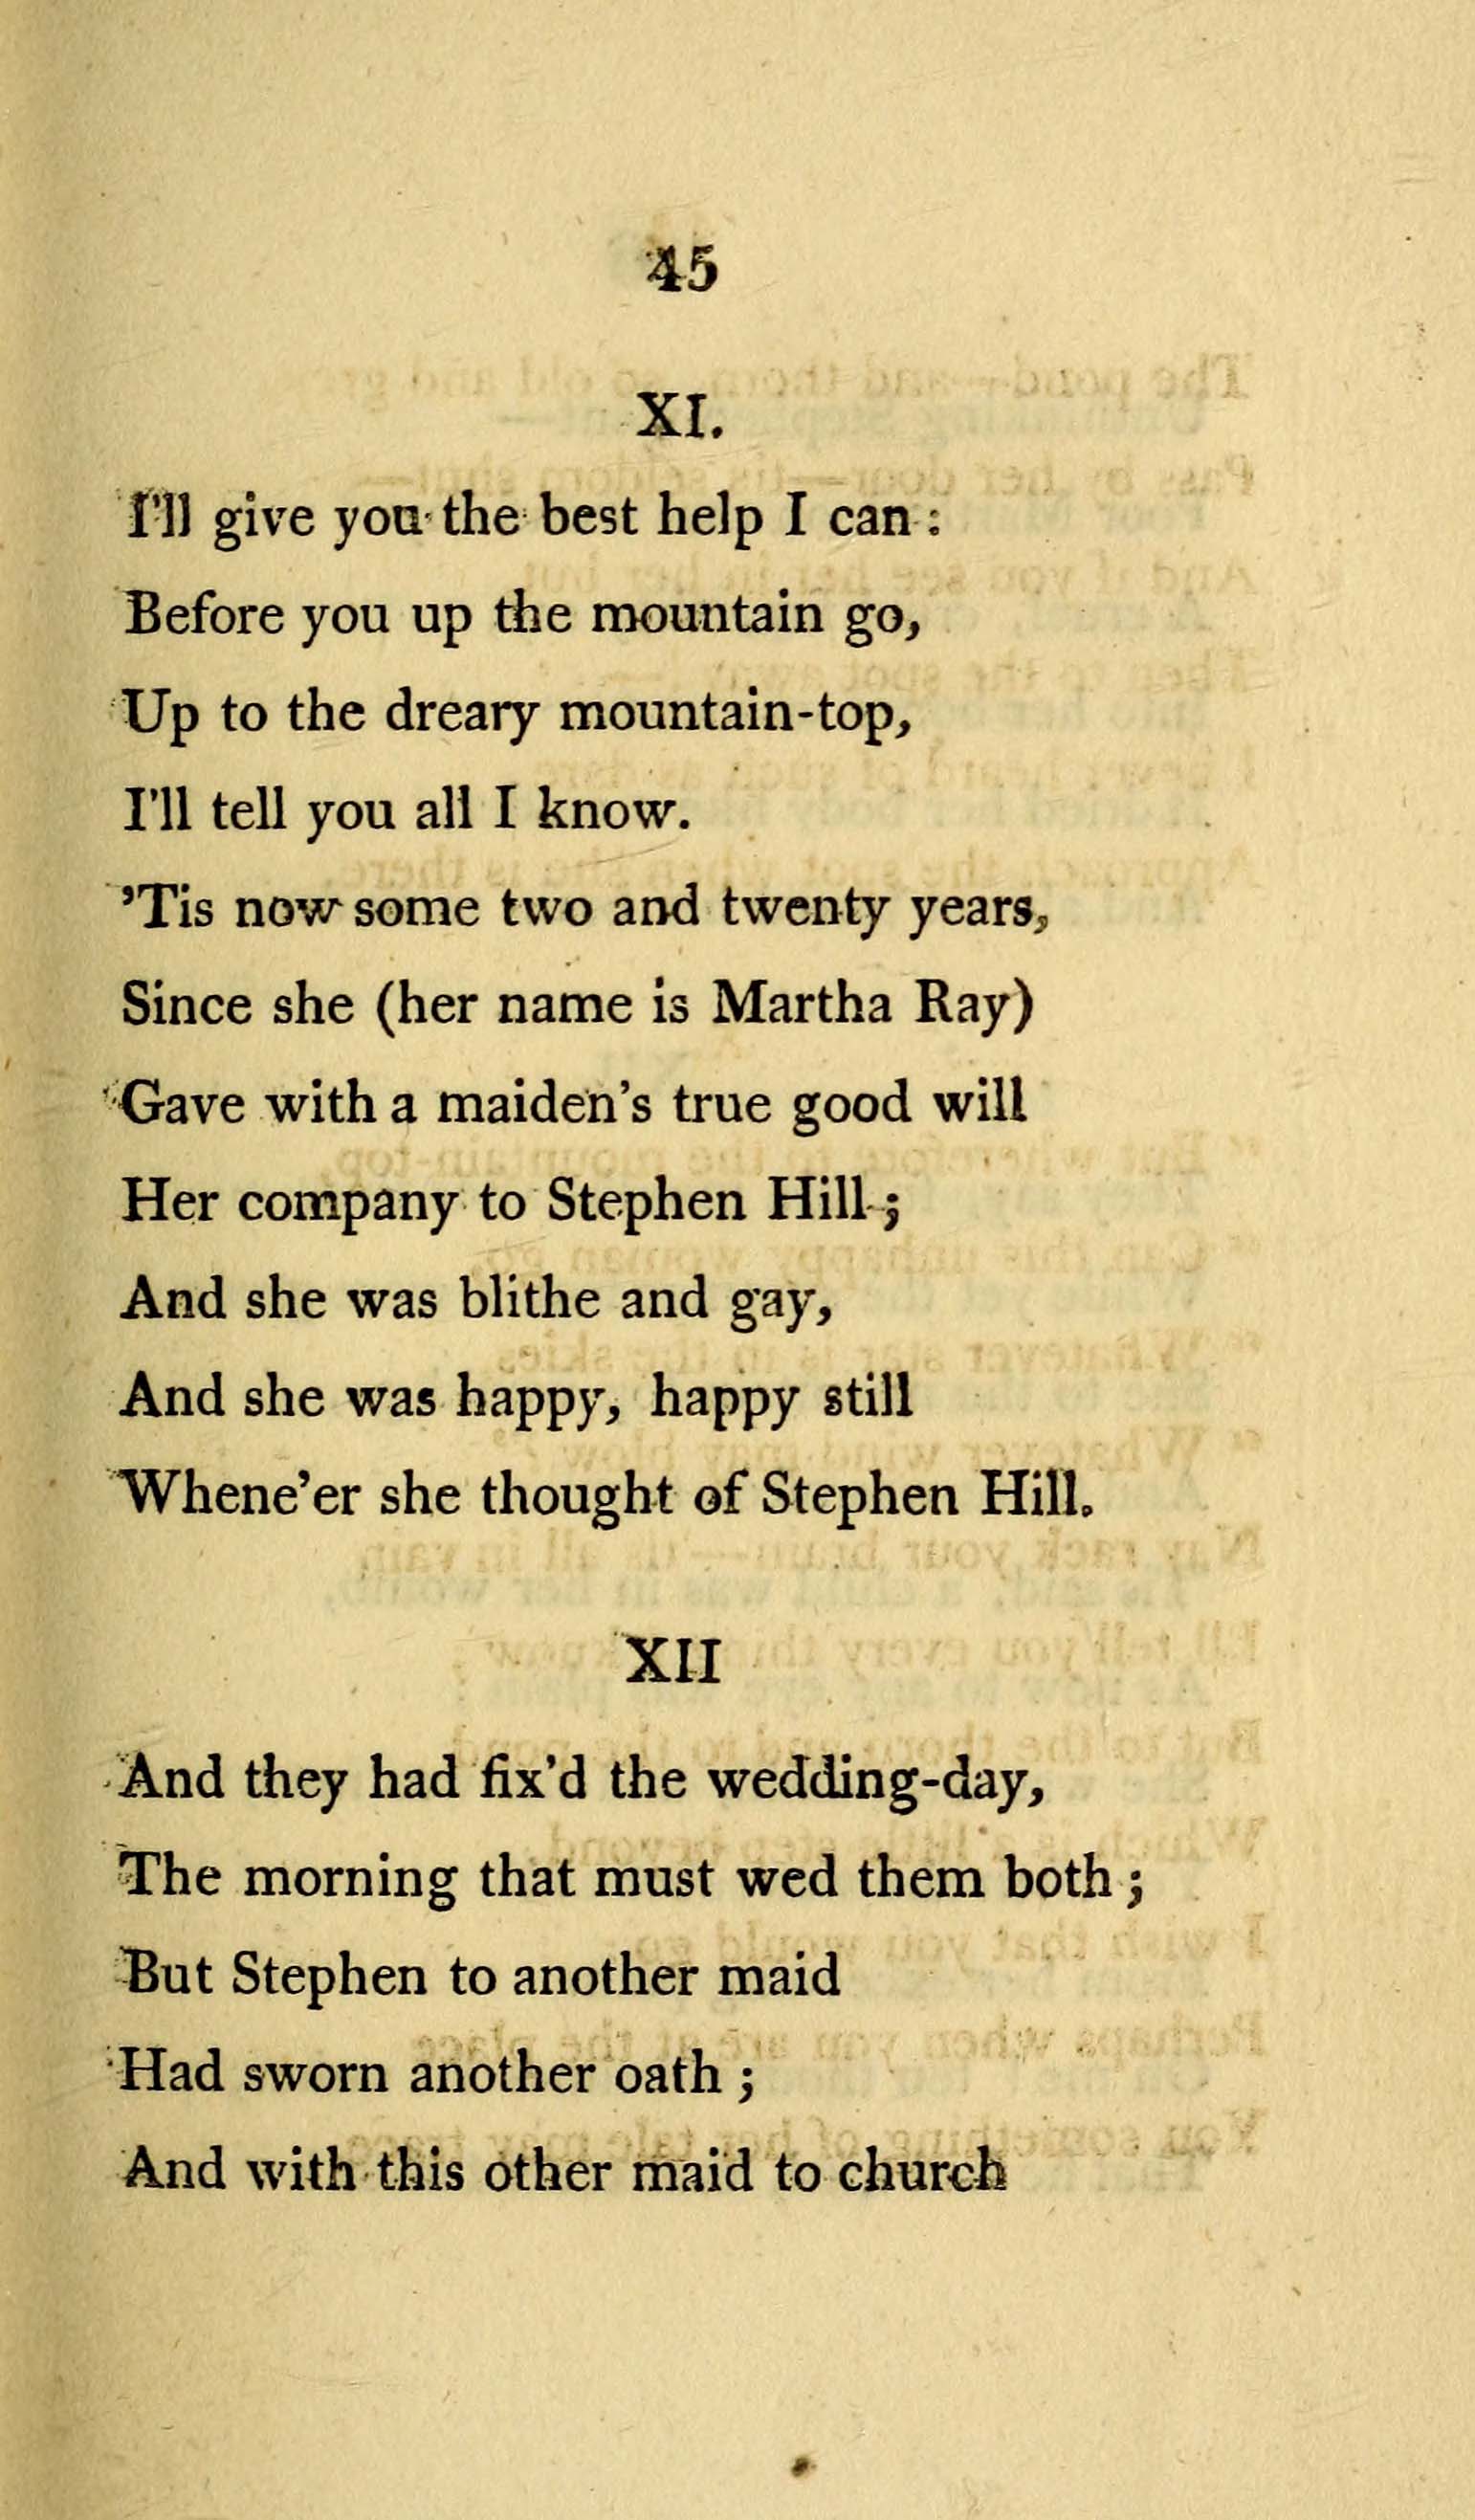 45
XI.
I'll give you the best help I can:
Before you up the mountain go,
Up to the dreary mountain-top,
I'll tell you all I know.
'Tis now some two and twenty years,
Since she (her name is Martha Ray)
Gave with a maiden's true good will
Her company to Stephen Hill;
And she was blithe and gay,
And she was happy, happy still
Whene'er she thought of Stephen Hill.
XII
And they had fix'd the wedding-day,
The morning that must wed them both;
But Stephen to another maid
Had sworn another oath;
And with this other maid to church